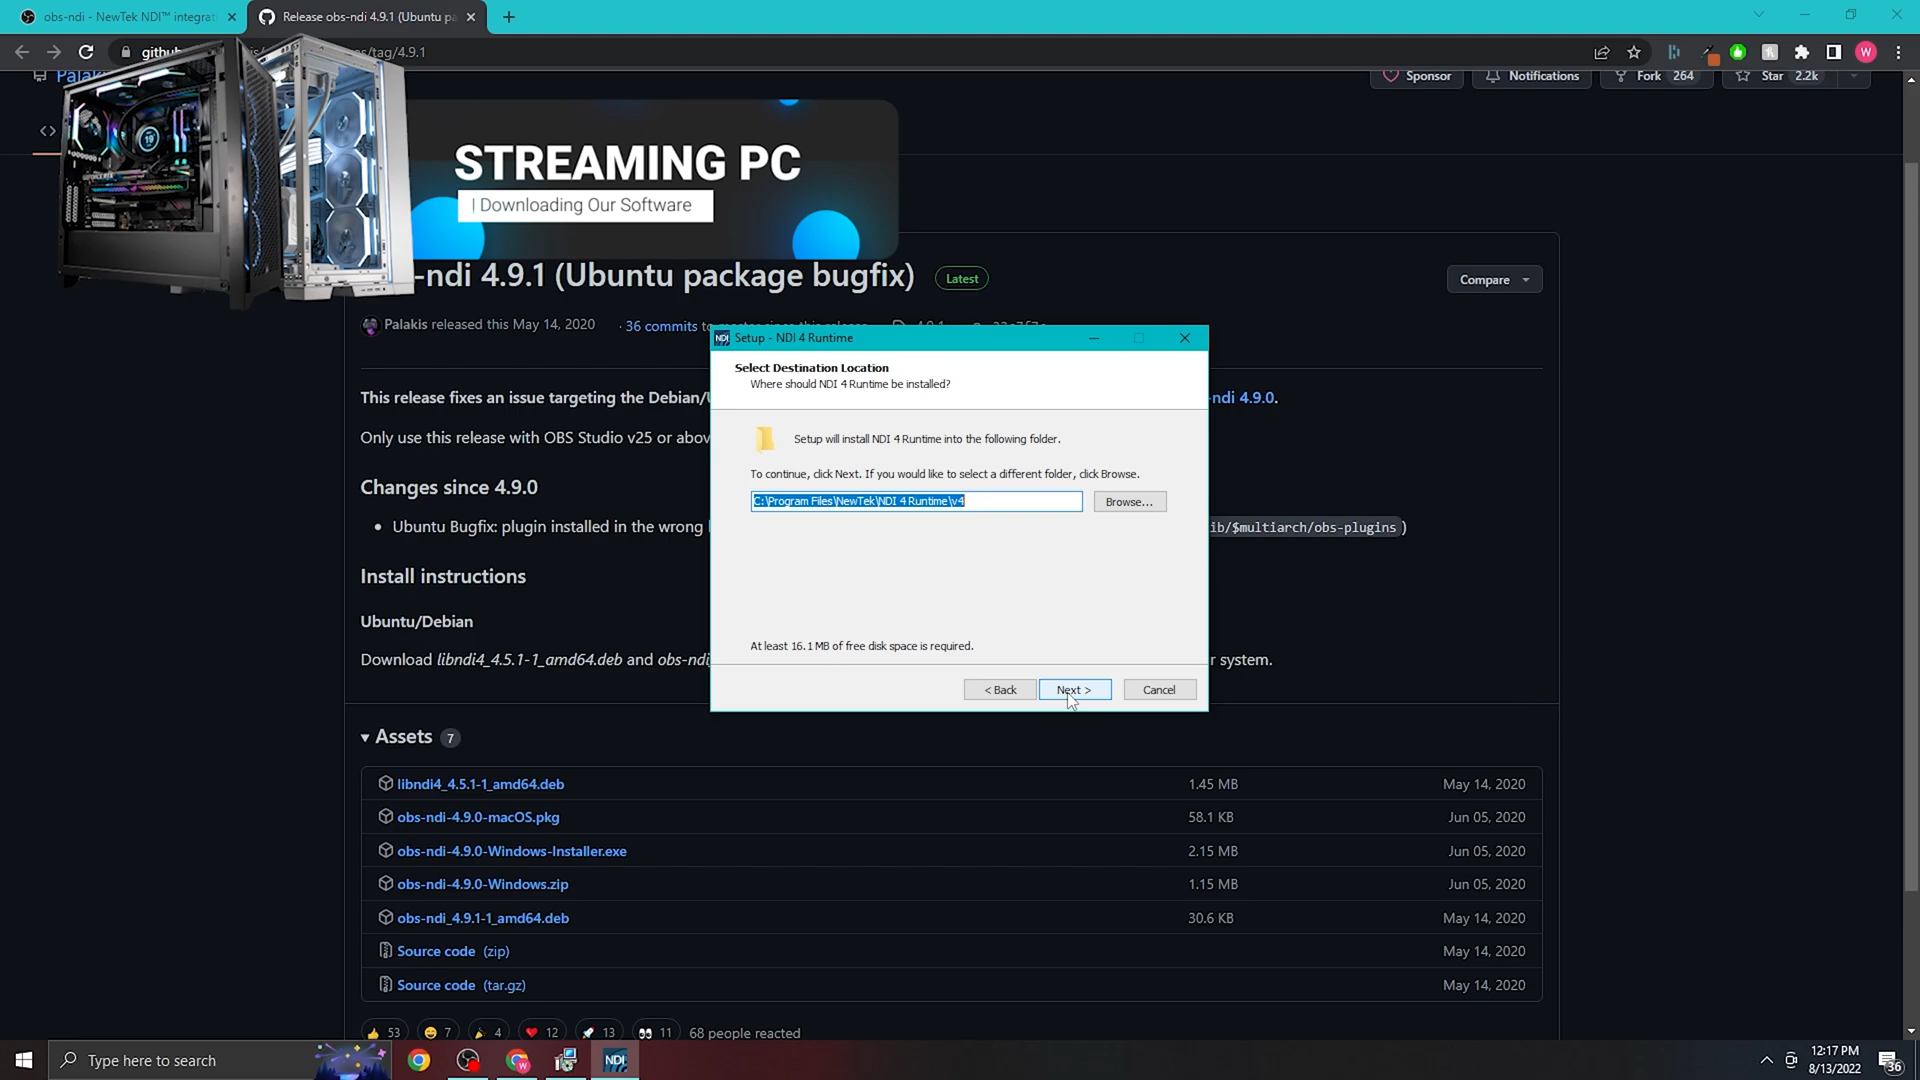 obs-ndi - NewTek NDI™ integrat
Release obs-ndi 4.9.1 (Ubuntu pa
/tag/4.9.1
W
Sponsor
Notifications
Fork 264
Star 2.2k
STREAMING PC
| Downloading Our Software
-ndi 4.9.1 (Ubuntu package bugfix)
Latest
Compare
Palakis released this May 14, 2020
· 36 commits to
This release fixes an issue targeting the Debian/
-ndi 4.9.0.
Only use this release with OBS Studio v25 or abov
Changes since 4.9.0
• Ubuntu Bugfix: plugin installed in the wrong
ib/$multiarch/obs-plugins )
Install instructions
Ubuntu/Debian
Download libndi4_4.5.1-1_amd64.deb and obs-ndi
r system.
NDI
Setup - NDI 4 Runtime
Select Destination Location
Where should NDI 4 Runtime be installed?
Setup will install NDI 4 Runtime into the following folder.
To continue, click Next. If you would like to select a different folder, click Browse.
C:\Program Files\NewTek\NDI 4 Runtime\v4
Browse...
At least 16.1 MB of free disk space is required.
< Back
Next >
Cancel
Assets 7
libndi4_4.5.1-1_amd64.deb 1.45 MB May 14, 2020
obs-ndi-4.9.0-macOS.pkg 58.1 KB Jun 05, 2020
obs-ndi-4.9.0-Windows-Installer.exe 2.15 MB Jun 05, 2020
obs-ndi-4.9.0-Windows.zip 1.15 MB Jun 05, 2020
obs-ndi_4.9.1-1_amd64.deb 30.6 KB May 14, 2020
Source code (zip) May 14, 2020
Source code (tar.gz) May 14, 2020
53 7 4 12 13 11 68 people reacted
Type here to search
NDI
12:17 PM
8/13/2022
36